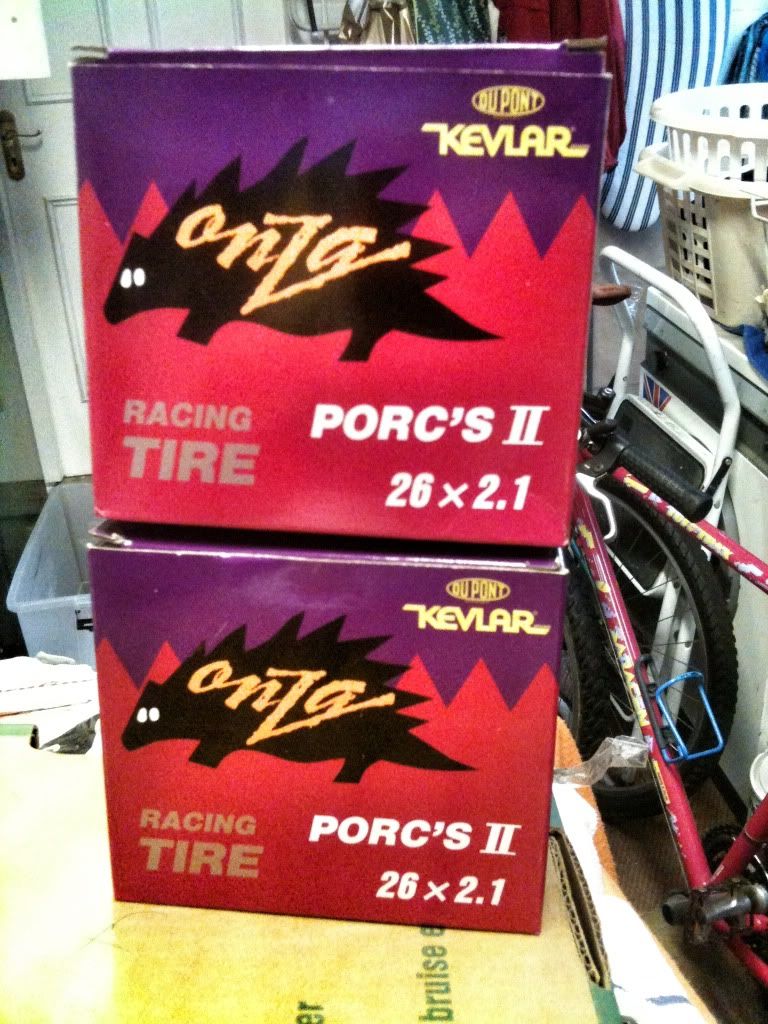 DU PONT
KEVLAR
onza
RACING
TIRE
PORC'S II
26 × 2.1
DU PONT
KEVLAR
onza
RACING
TIRE
PORC'S II
26 × 2.1
er
bruise e